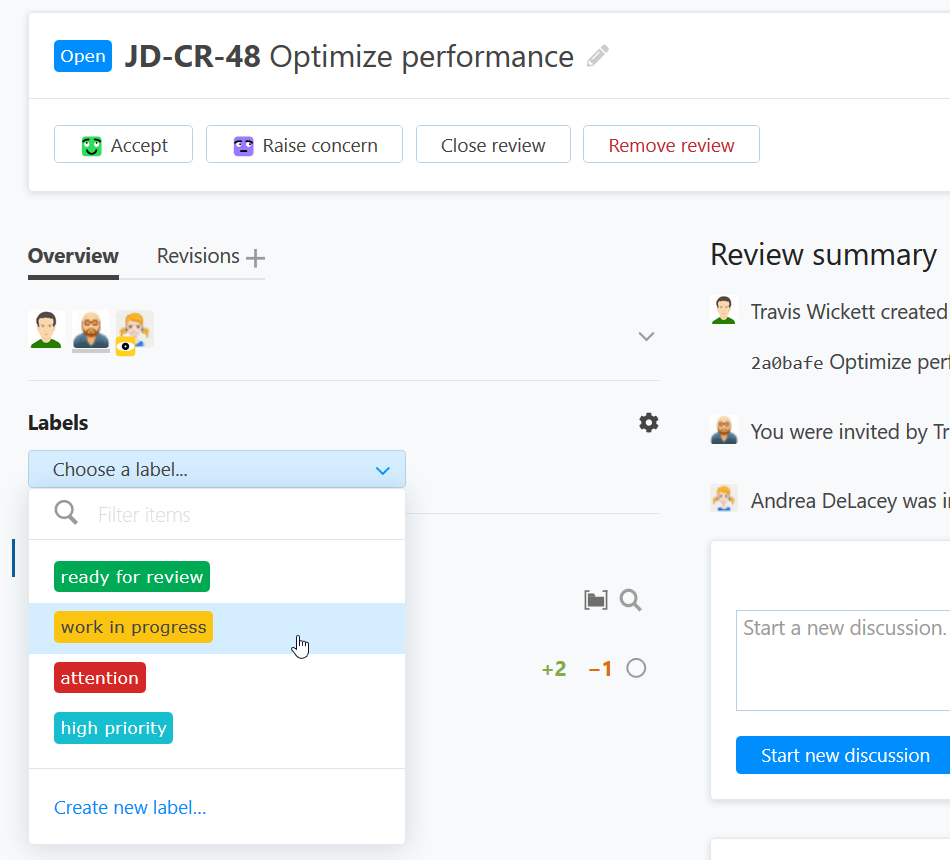 Open JD-CR-48 Optimize performance
Accept Raise concern Close review Remove review
Overview Revisions
Labels
Choose a label...
Filter items
ready for review
work in progress
attention
high priority
Create new label...
+2 −1
Review summary
Travis Wickett created
2a0bafe Optimize
You were invited by
Andrea DeLacey was
Start a new discussion.
Start new discussion